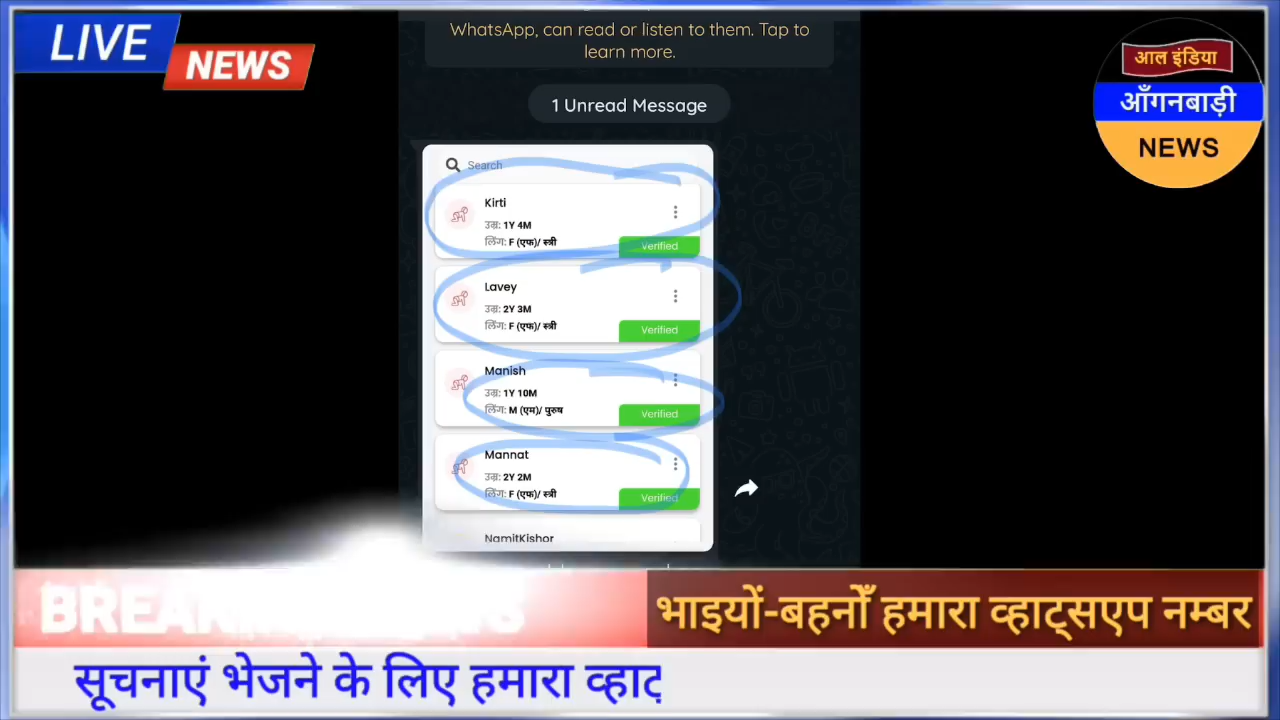 LIVE
NEWS
WhatsApp, can read or listen to them. Tap to
learn more.
1 Unread Message
आल इंडिया
आँगनबाड़ी
NEWS
Search
Kirti
उम्र: 1Y 4M
लिंग: F (एफ)/ स्त्री
Verified
Lavey
उम्र: 2Y 3M
लिंग: F (एफ)/ स्त्री
Verified
Manish
उम्र: 1Y 10M
लिंग: M (एम)/ पुरुष
Verified
Mannat
उम्र: 2Y 2M
लिंग: F (एफ)/ स्त्री
Verified
NamitKishor
भाइयों-बहनोँ हमारा व्हाट्सएप नम्बर
सूचनाएं भेजने के लिए हमारा व्हाट्